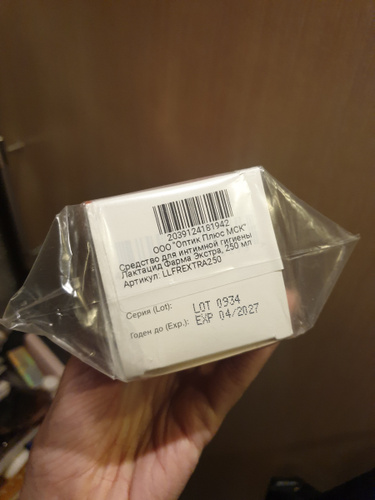 2039124181942
ООО "Оптик Плюс МСК"
Средство для интимной гигиены
Лактацид Фарма Экстра, 250 мл
Артикул: LLFREXTRA250
Серия (Lot): LOT 0934
Годен до (Exp.): EXP 04/2027